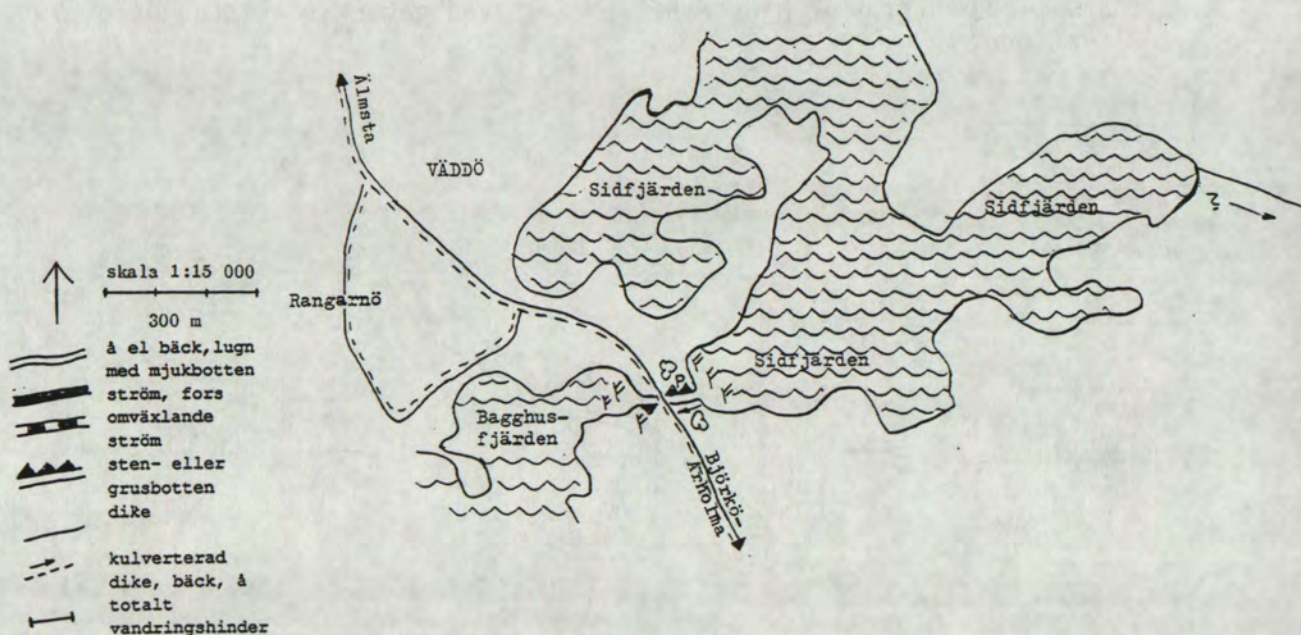 Älmsta
VÄDDÖ
Sidfjärden
Sidfjärden
?
skala 1:15 000
Rangarnö
300 m
å el bäck, lugn
med mjukbotten
ström, fors
omväxlande
ström
sten- eller
grusbotten
dike
kulverterad
dike, bäck, å
totalt
vandringshinder
Sidfjärden
Bagghus-
fjärden
Björkö-
Arholma